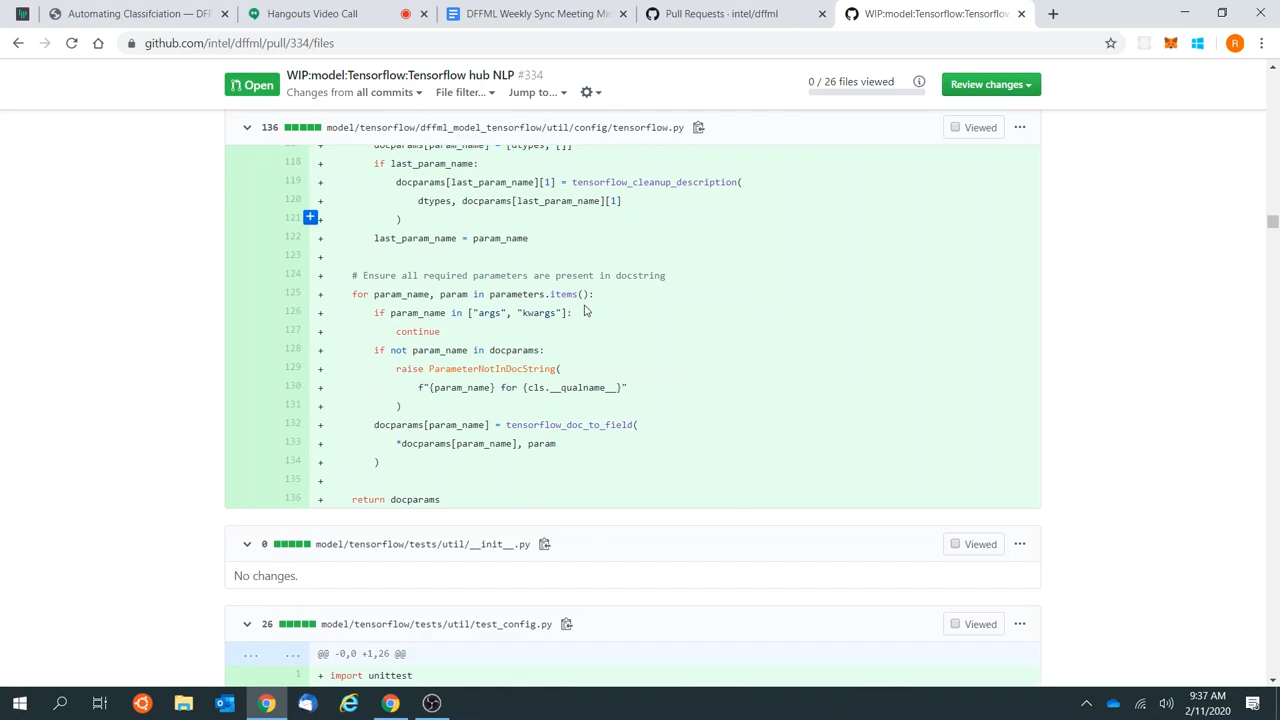 Automating Classifciation — DFF
Hangouts Video Call
DFFML Weekly Sync Meeting Min
Pull Requests · intel/dffml
WIP:model:Tensorflow:Tensorflow
github.com/intel/dffml/pull/334/files
R
Open
WIP:model:Tensorflow:Tensorflow hub NLP #334
Changes from all commits
File filter...
Jump to...
0 / 26 files viewed
Review changes
136 model/tensorflow/dffml_model_tensorflow/util/config/tensorflow.py
Viewed
docparams[param_name] = [dtypes, []]
118 + if last_param_name:
119 + docparams[last_param_name][1] = tensorflow_cleanup_description(
120 + dtypes, docparams[last_param_name][1]
121 + )
122 + last_param_name = param_name
123 +
124 + # Ensure all required parameters are present in docstring
125 + for param_name, param in parameters.items():
126 + if param_name in ["args", "kwargs"]:
127 + continue
128 + if not param_name in docparams:
129 + raise ParameterNotInDocString(
130 + f"{param_name} for {cls.__qualname__}"
131 + )
132 + docparams[param_name] = tensorflow_doc_to_field(
133 + *docparams[param_name], param
134 + )
135 +
136 + return docparams
0 model/tensorflow/tests/util/__init__.py
Viewed
No changes.
26 model/tensorflow/tests/util/test_config.py
Viewed
... ... @@ -0,0 +1,26 @@
1 + import unittest
9:37 AM
2/11/2020